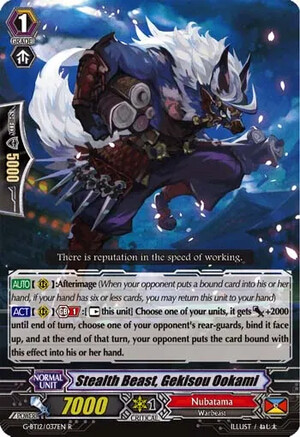 1
GRADE
5000
There is reputation in the speed of working.
AUTO 1:Afterimage (When your opponent puts a bound card into his or her
hand, if your hand has six or less cards, you may return this unit to your hand)
ACT 1 [CB 1 - this unit] Choose one of your units, it gets +2000
until end of turn, choose one of your opponent's rear-guards, bind it face
up, and at the end of that turn, your opponent puts the card bound with
this effect into his or her hand.
NORMAL
UNIT
Stealth Beast, Gekisou Ookami
POWER 7000
1
CRITICAL
Nubatama
Warbeast
G-BT12/037EN R
ILLUST /